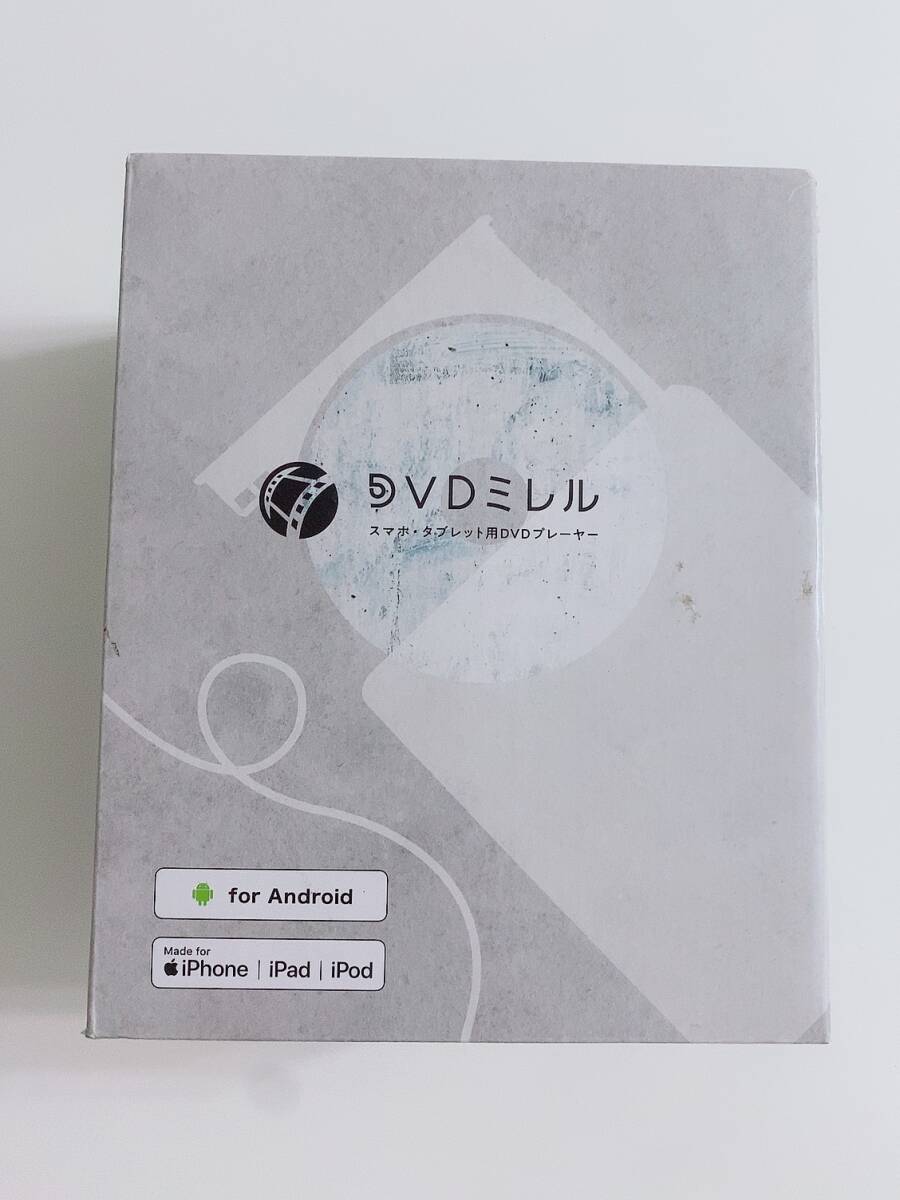 DVDミレル
スマホ・タブレット用DVDプレーヤー
for Android
Made for
iPhone | iPad | iPod